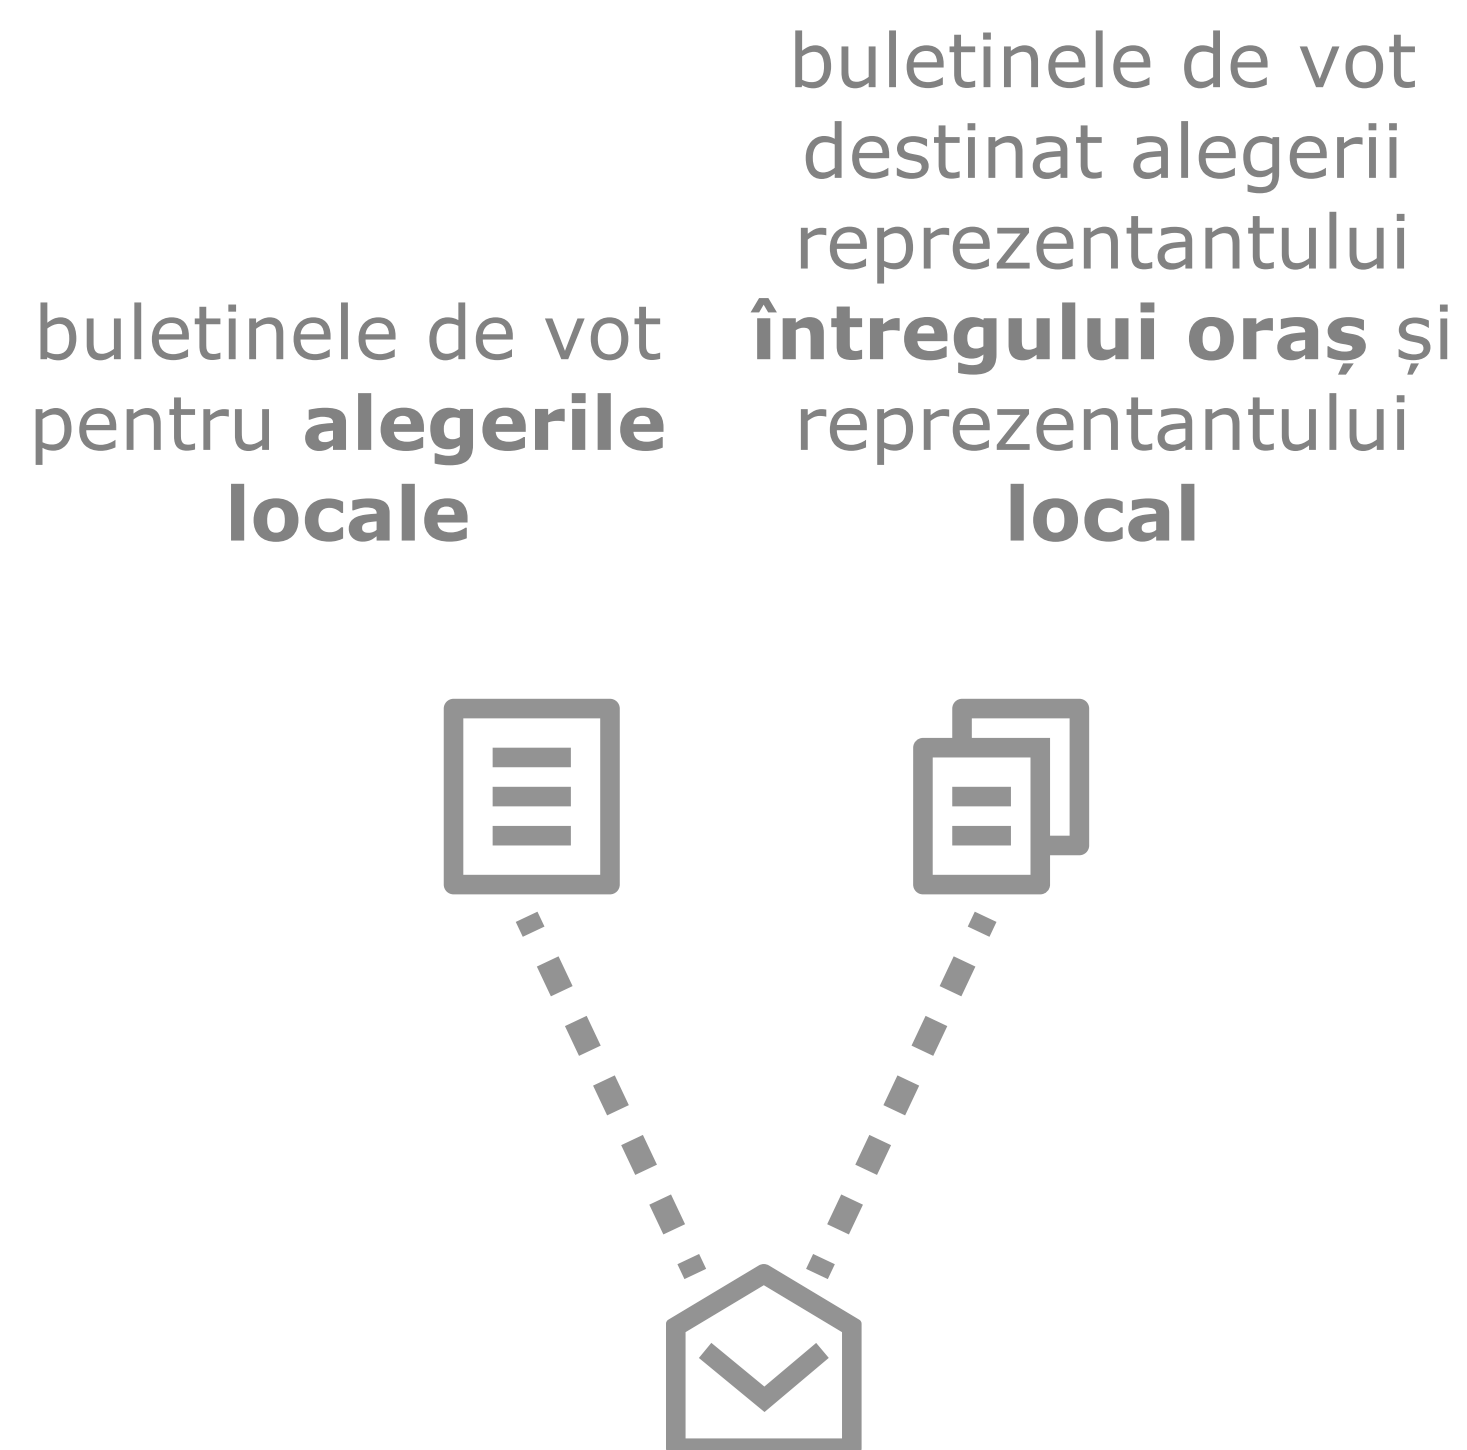 buletinele de vot
pentru alegerile
locale
buletinele de vot
destinat alegerii
reprezentantului
întregului oraș și
reprezentantului
local